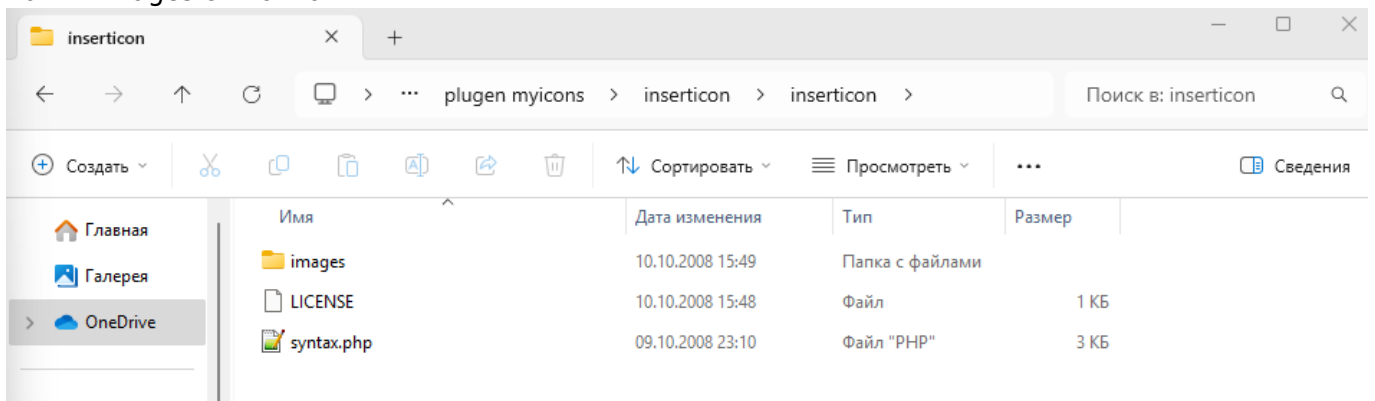 inserticon
plugen myicons > inserticon > inserticon >
Поиск в: inserticon
Создать
Сортировать
Просмотреть
Сведения
Главная
Галерея
OneDrive
Имя Дата изменения Тип Размер
images 10.10.2008 15:49 Папка с файлами
LICENSE 10.10.2008 15:48 Файл 1 КБ
syntax.php 09.10.2008 23:10 Файл "PHP" 3 КБ